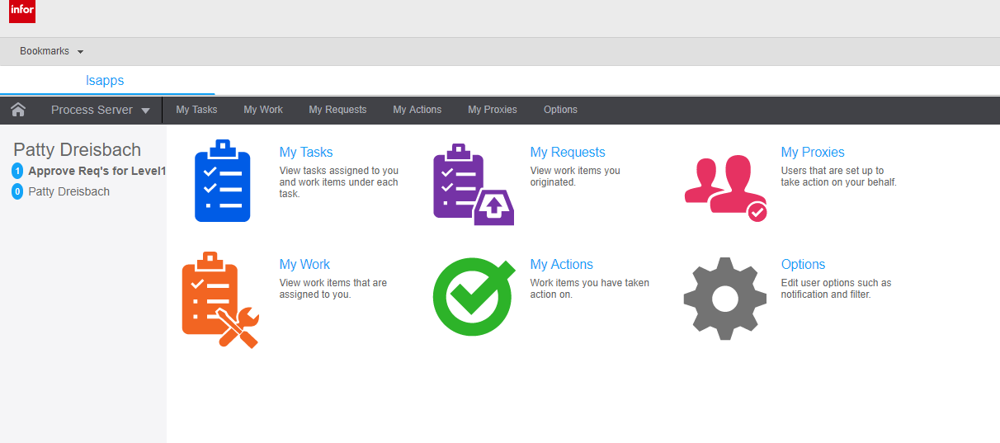 infor
Bookmarks
lsapps
Process Server
My Tasks
My Work
My Requests
My Actions
My Proxies
Options
Patty Dreisbach
1 Approve Req's for Level1
0 Patty Dreisbach
My Tasks
View tasks assigned to you
and work items under each
task.
My Requests
View work items you
originated.
My Proxies
Users that are set up to
take action on your behalf.
My Work
View work items that are
assigned to you.
My Actions
Work items you have taken
action on.
Options
Edit user options such as
notification and filter.